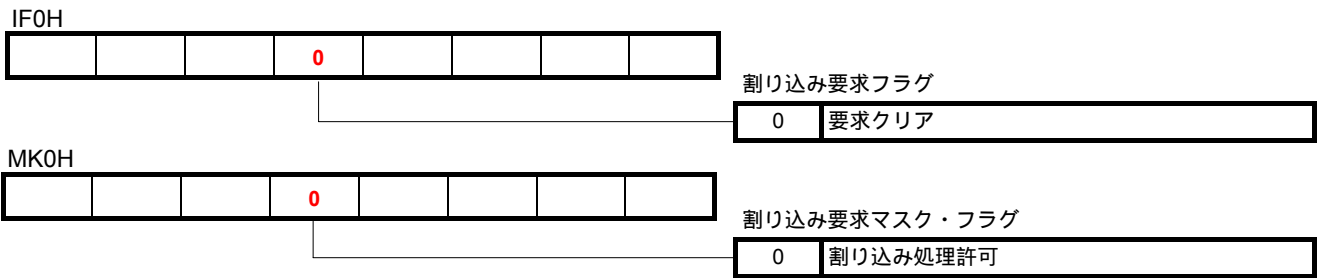 IF0H
0
割り込み要求フラグ
0 要求クリア
MK0H
0
割り込み要求マスク・フラグ
0 割り込み処理許可